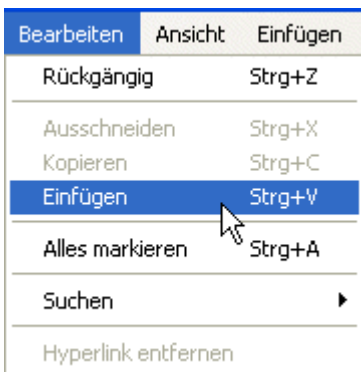 Bearbeiten Ansicht Einfügen
Rückgängig Strg+Z
Ausschneiden Strg+X
Kopieren Strg+C
Einfügen Strg+V
Alles markieren Strg+A
Suchen
Hyperlink entfernen